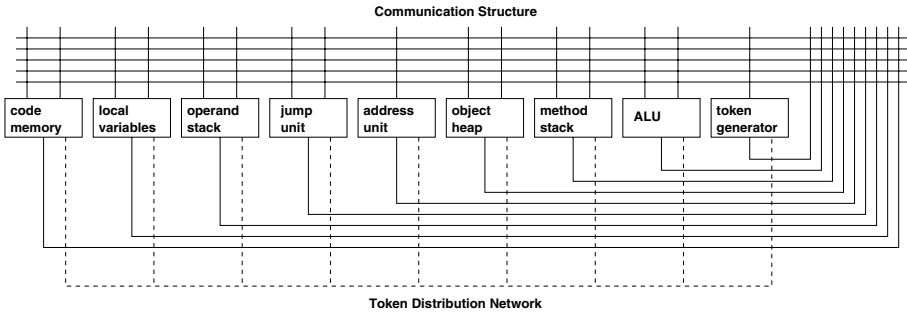 Communication Structure
code memory
local variables
operand stack
jump unit
address unit
object heap
method stack
ALU
token generator
Token Distribution Network